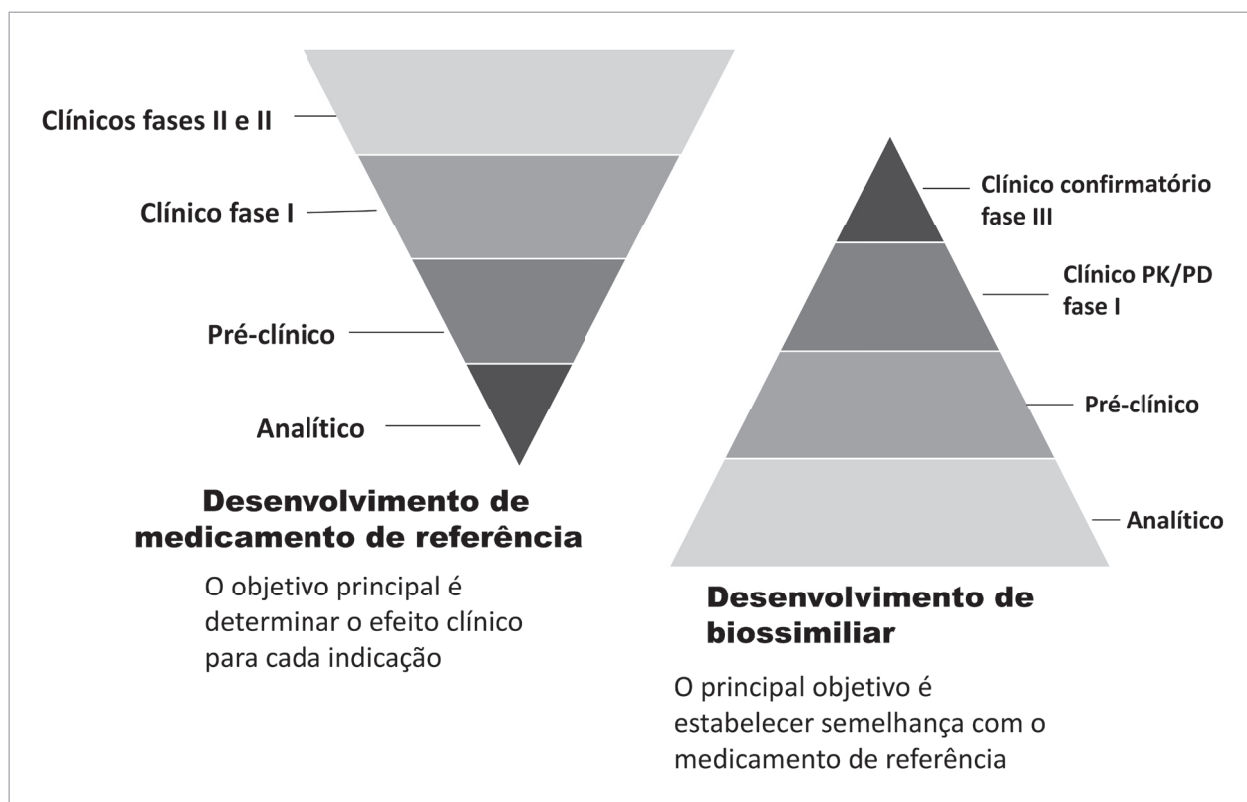 Clínicos fases II e II
Clínico fase I
Pré-clínico
Analítico
Desenvolvimento de
medicamento de referência
O objetivo principal é
determinar o efeito clínico
para cada indicação
Clínico confirmatório
fase III
Clínico PK/PD
fase I
Pré-clínico
Analítico
Desenvolvimento de
biossimiliar
O principal objetivo é
estabelecer semelhança com o
medicamento de referência